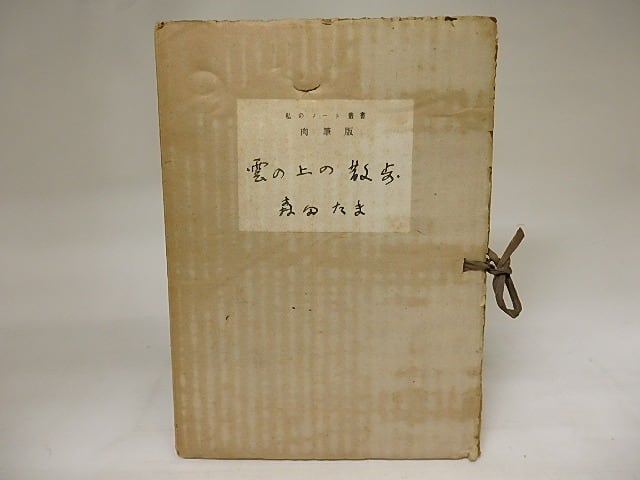 私のノート叢書
肉筆版
雲の上の散歩
森田たま